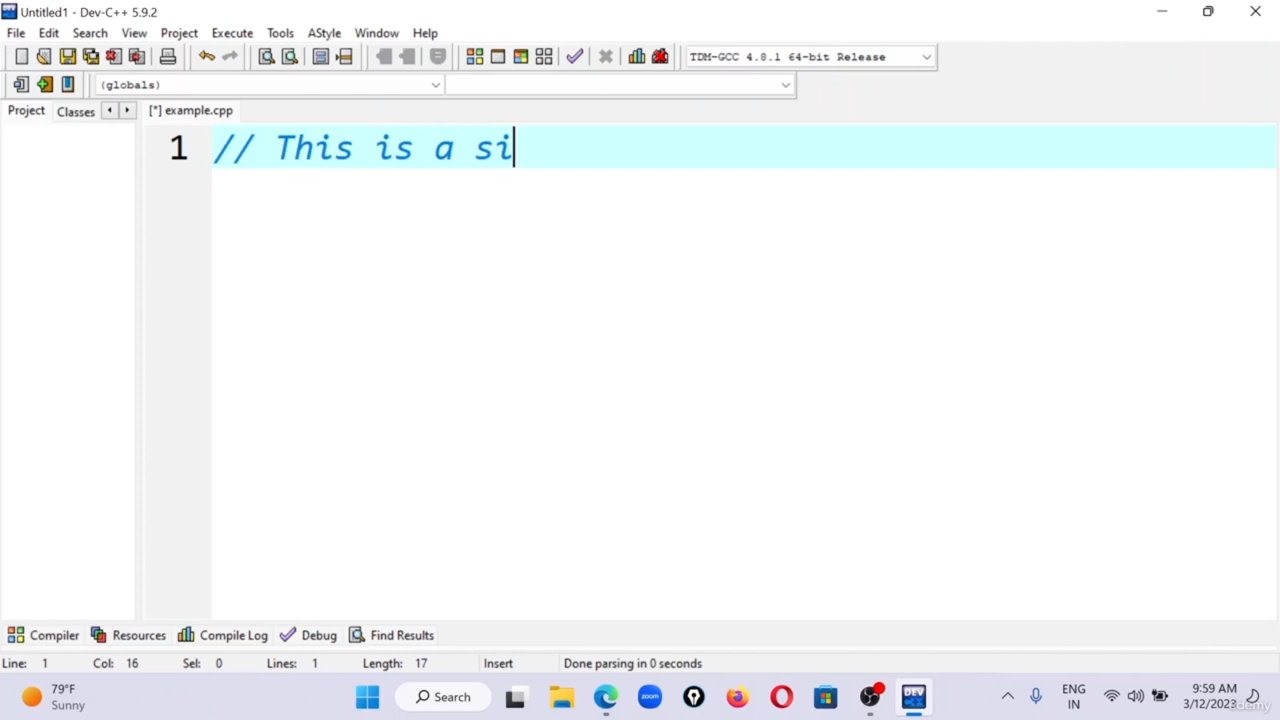 Untitled1 - Dev-C++ 5.9.2
File Edit Search View Project Execute Tools AStyle Window Help
TDM-GCC 4.8.1 64-bit Release
(globals)
Project Classes [*] example.cpp
1 // This is a si
Compiler Resources Compile Log Debug Find Results
Line: 1 Col: 16 Sel: 0 Lines: 1 Length: 17 Insert Done parsing in 0 seconds
79°F
Sunny
Search
zoom
DEV
ENG
IN
9:59 AM
3/12/2023
Udemy